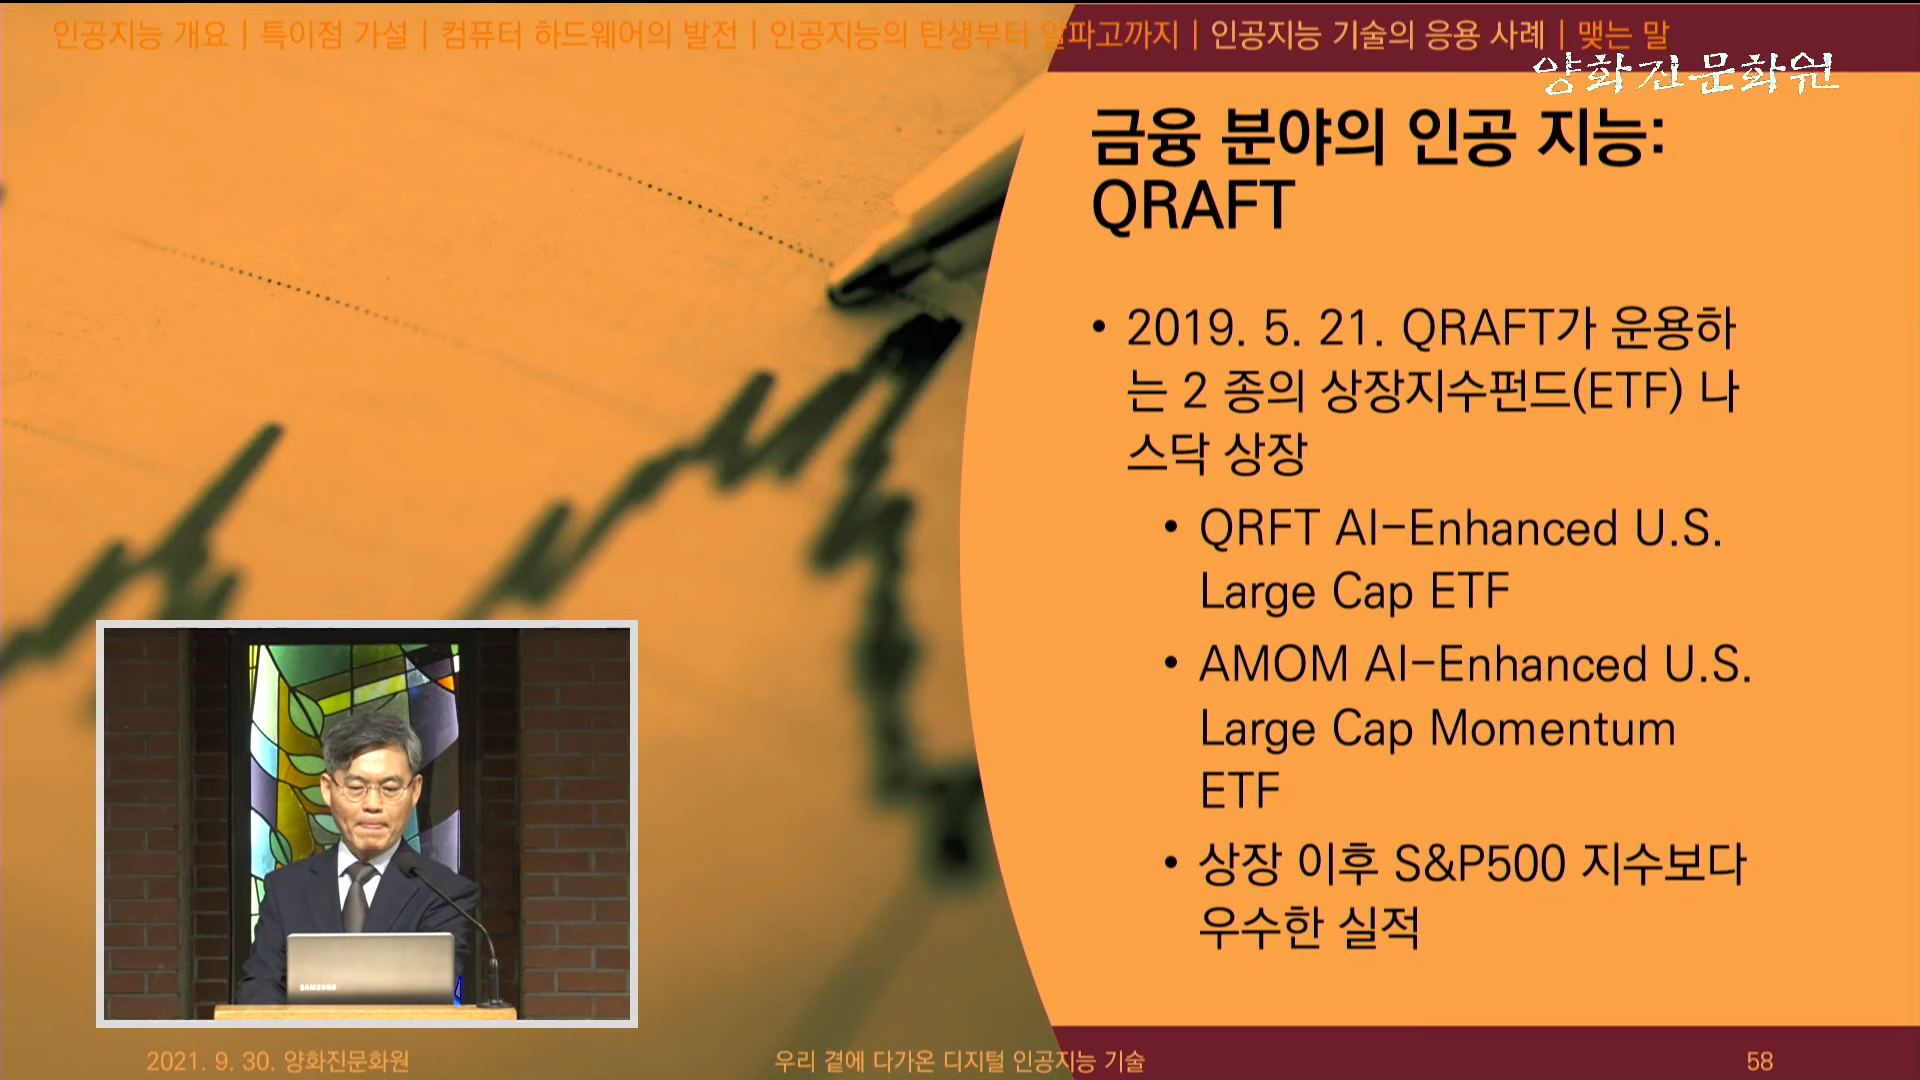 인공지능 개요 | 특이점 가설 | 컴퓨터 하드웨어의 발전 | 인공지능의 탄생부터 알파고까지 | 인공지능 기술의 응용 사례 | 맺는 말
양화진문화원
금융 분야의 인공 지능:
QRAFT
• 2019. 5. 21. QRAFT가 운용하
는 2 종의 상장지수펀드(ETF) 나
스닥 상장
• QRFT AI-Enhanced U.S.
Large Cap ETF
• AMOM AI-Enhanced U.S.
Large Cap Momentum
ETF
• 상장 이후 S&P500 지수보다
우수한 실적
SAMSUNG
2021. 9. 30. 양화진문화원
우리 곁에 다가온 디지털 인공지능 기술
58